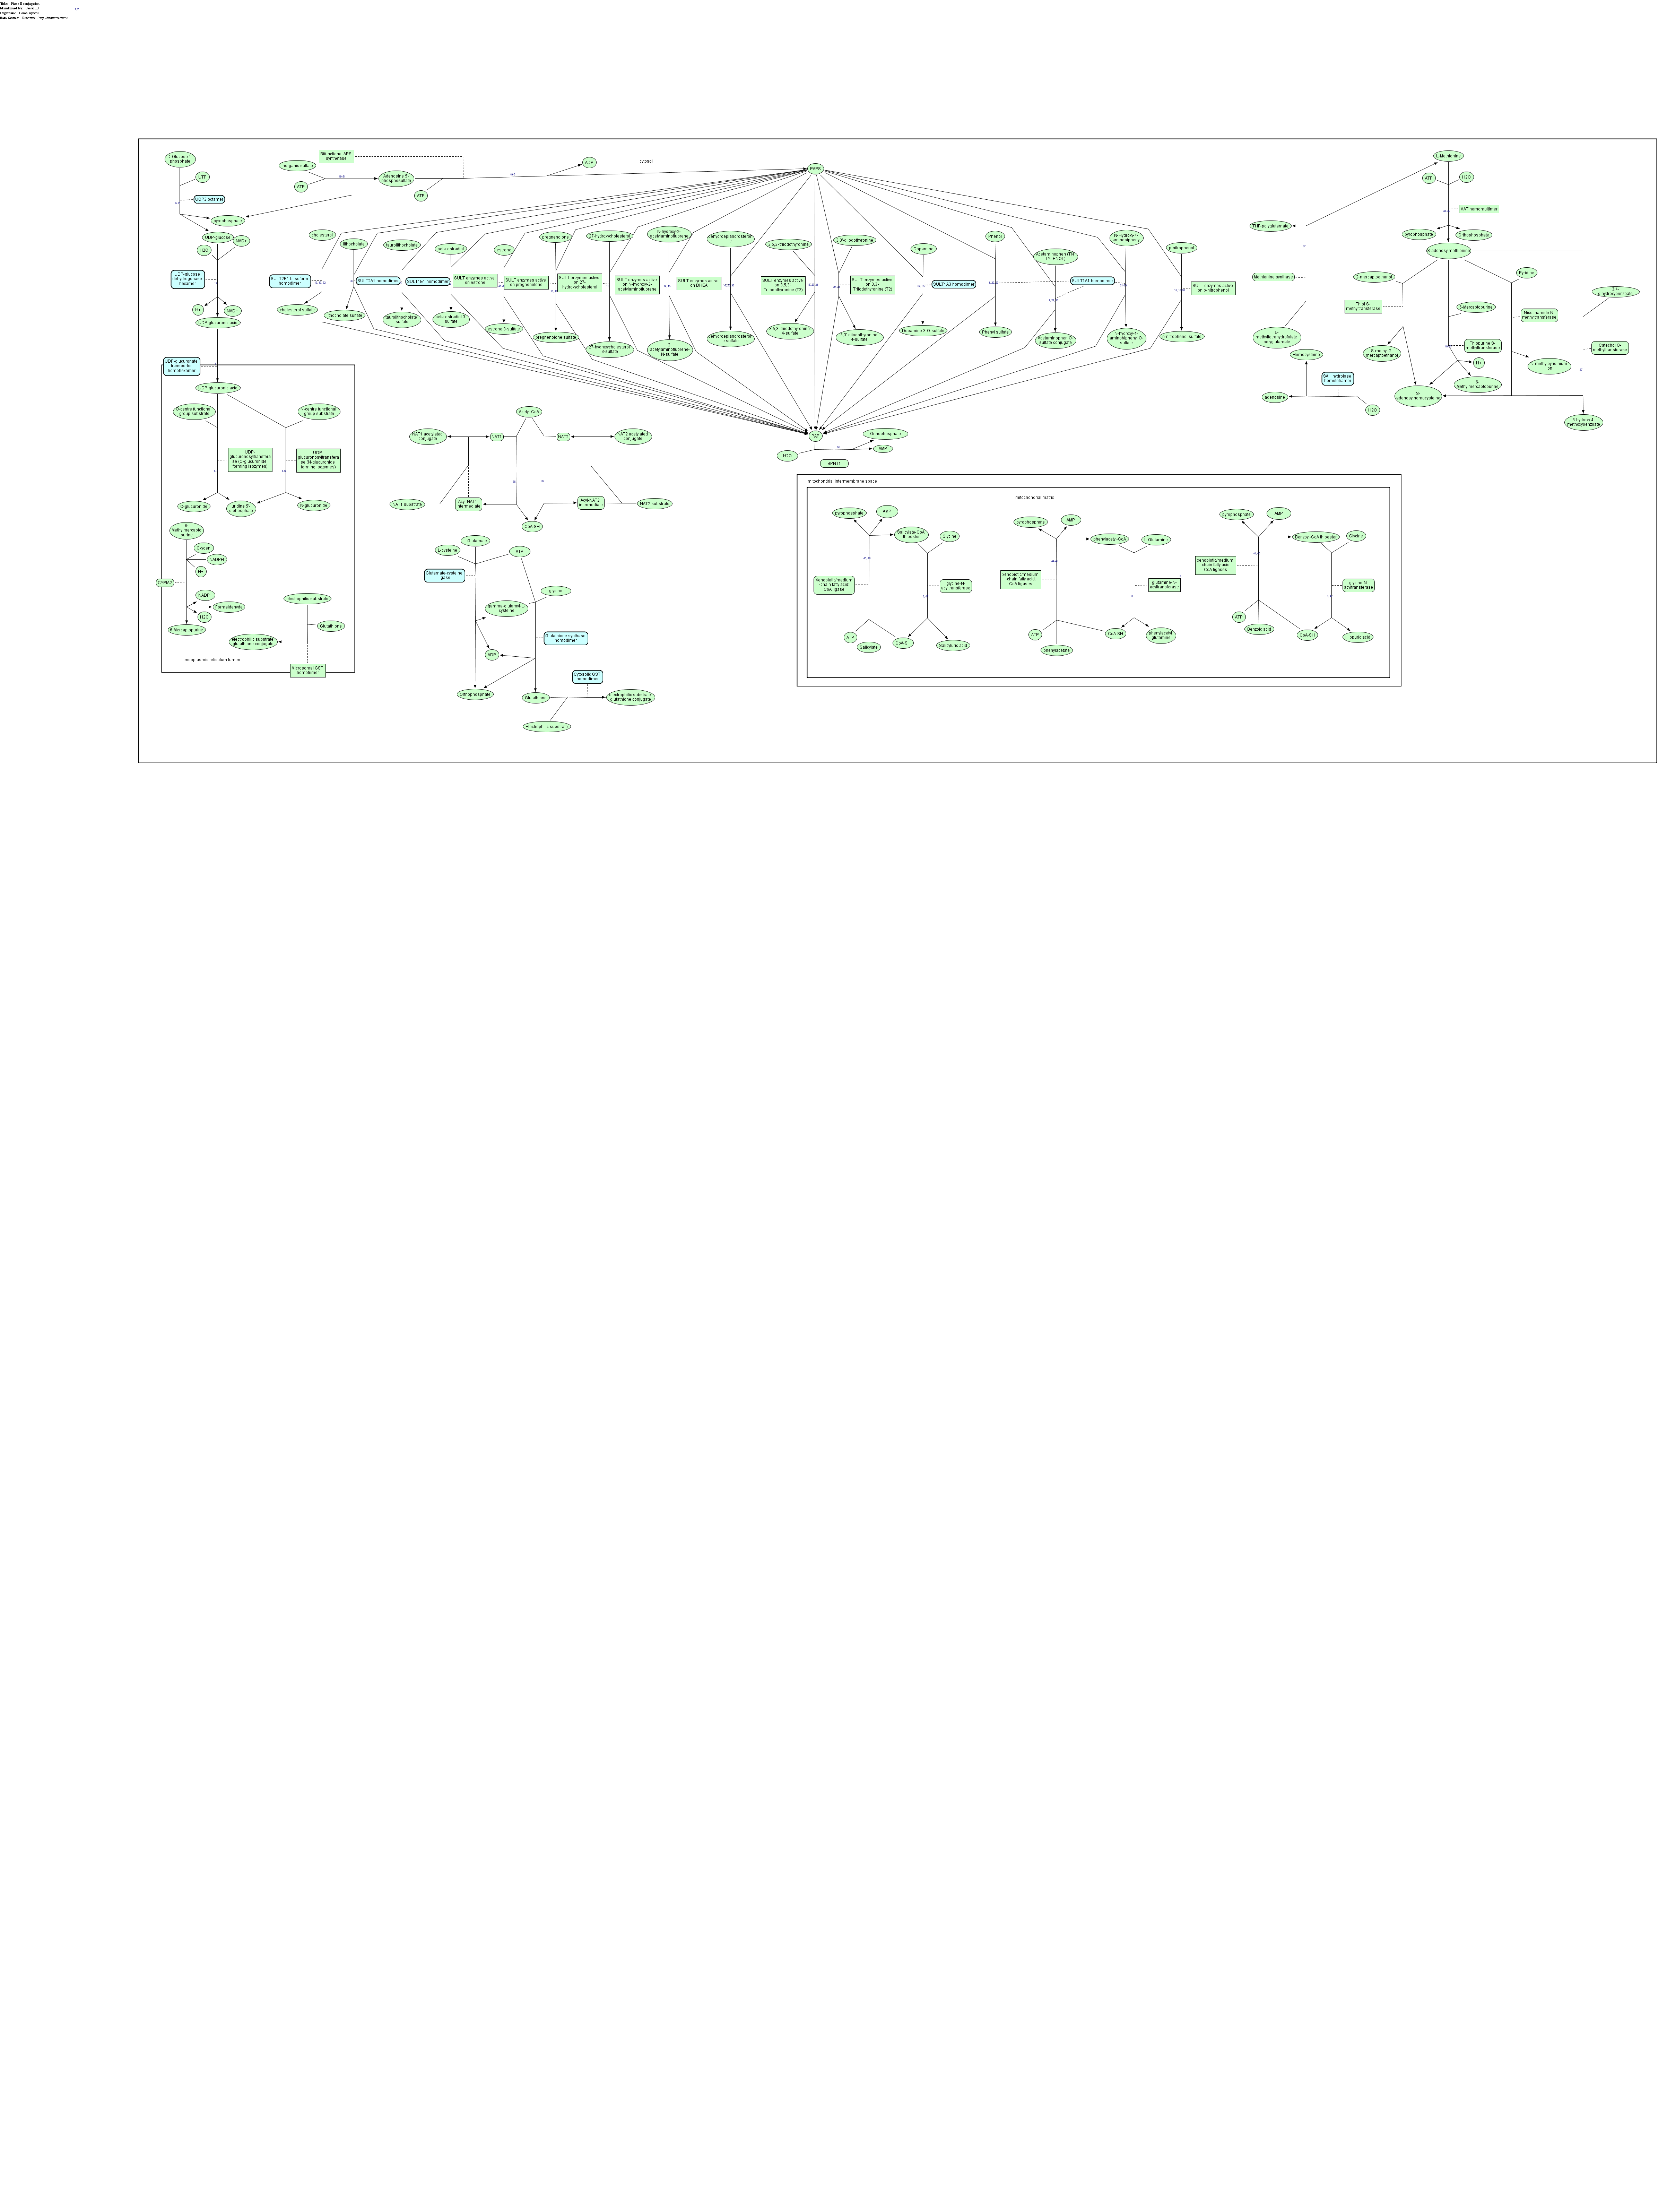 Title: Phase II conjugation
Organism: Homo sapiens
D-Glucose 1-
phosphate
UTP
UGP2 octamer
pyrophosphate
UDP-glucose
NAD+
H2O
UDP-glucose
dehydrogenase
hexamer
H+
NADH
UDP-glucuronic acid
inorganic sulfate
Bifunctional APS
synthetase
ATP
Adenosine 5'-
phosphosulfate
ATP
ADP
cytosol
PAPS
cholesterol
lithocholate
taurolithocholate
beta-estradiol
estrone
pregnenolone
27-hydroxycholesterol
N-hydroxy-2-
acetylaminofluorene
dehydroepiandrosteron
e
3,5,3'-triiodothyronine
3,3'-diiodothyronine
Dopamine
Phenol
Acetaminophen (TN
TYLENOL)
N-Hydroxy-4-
aminobiphenyl
p-nitrophenol
SULT2B1 b isoform
homodimer
SULT2A1 homodimer
SULT1E1 homodimer
SULT enzymes active
on estrone
SULT enzymes active
on pregnenolone
SULT enzymes active
on 27-
hydroxycholesterol
SULT enzymes active
on N-hydroxy-2-
acetylaminofluorene
SULT enzymes active
on DHEA
SULT enzymes active
on 3,5,3'-
Triiodothyronine (T3)
SULT enzymes active
on 3,3'-
Triiodothyronine (T2)
SULT1A3 homodimer
SULT1A1 homodimer
SULT enzymes active
on p-nitrophenol
cholesterol sulfate
lithocholate sulfate
taurolithocholate
sulfate
beta-estradiol 3-
sulfate
estrone 3-sulfate
pregnenolone sulfate
27-hydroxycholesterol
3-sulfate
2-
acetylaminofluorene-
N-sulfate
dehydroepiandrosteron
e sulfate
3,5,3'-triiodothyronine
4-sulfate
3,3'-diiodothyronine
4-sulfate
Dopamine 3-O-sulfate
Phenyl sulfate
Acetaminophen O-
sulfate conjugate
N-hydroxy-4-
aminobiphenyl O-
sulfate
p-nitrophenol sulfate
PAP
H2O
BPNT1
Orthophosphate
AMP
L-Methionine
ATP
H2O
MAT homomultimer
pyrophosphate
Orthophosphate
S-adenosylmethionine
THF-polyglutamate
Methionine synthase
5-
methyltetrahydrofolate
polyglutamate
Homocysteine
SAH hydrolase
homotetramer
adenosine
H2O
S-
adenosylhomocysteine
2-mercaptoethanol
Thiol S-
methyltransferase
S-methyl-2-
mercaptoethanol
6-Mercaptopurine
Thiopurine S-
methyltransferase
H+
6-
Methylmercaptopurine
Pyridine
Nicotinamide N-
methyltransferase
N-methylpyridinium
ion
3,4-
dihydroxybenzoate
Catechol O-
methyltransferase
3-hydroxy 4-
methoxybenzoate
UDP-glucuronate
transporter
homohexamer
UDP-glucuronic acid
O-centre functional
group substrate
N-centre functional
group substrate
UDP-
glucuronosyltransfera
se (O-glucuronide
forming isozymes)
UDP-
glucuronosyltransfera
se (N-glucuronide
forming isozymes)
O-glucuronide
uridine 5'-
diphosphate
N-glucuronide
6-
Methylmercapto
purine
Oxygen
NADPH
H+
CYP1A2
NADP+
Formaldehyde
H2O
6-Mercaptopurine
electrophilic substrate
Glutathione
electrophilic substrate
glutathione conjugate
endoplasmic reticulum lumen
Microsomal GST
homotrimer
Acetyl-CoA
NAT1 acetylated
conjugate
NAT1
NAT2
NAT2 acetylated
conjugate
NAT1 substrate
Acyl-NAT1
intermediate
Acyl-NAT2
intermediate
NAT2 substrate
CoA-SH
L-Glutamate
L-cysteine
ATP
Glutamate-cysteine
ligase
glycine
gamma-glutamyl-L-
cysteine
Glutathione synthase
homodimer
ADP
Orthophosphate
Glutathione
Cytosolic GST
homodimer
electrophilic substrate
glutathione conjugate
electrophilic substrate
mitochondrial intermembrane space
mitochondrial matrix
pyrophosphate
AMP
Salicylate-CoA
thioester
Glycine
xenobiotic/medium
-chain fatty acid
CoA ligase
glycine-N-
acyltransferase
ATP
Salicylate
CoA-SH
Salicyluric acid
pyrophosphate
AMP
phenylacetyl-CoA
L-Glutamine
xenobiotic/medium
-chain fatty acid
CoA ligases
glutamine-N-
acyltransferase
ATP
phenylacetate
CoA-SH
phenylacetyl
glutamine
pyrophosphate
AMP
Benzoyl-CoA thioester
Glycine
xenobiotic/medium
-chain fatty acid
CoA ligases
glycine-N-
acyltransferase
ATP
Benzoic acid
CoA-SH
Hippuric acid